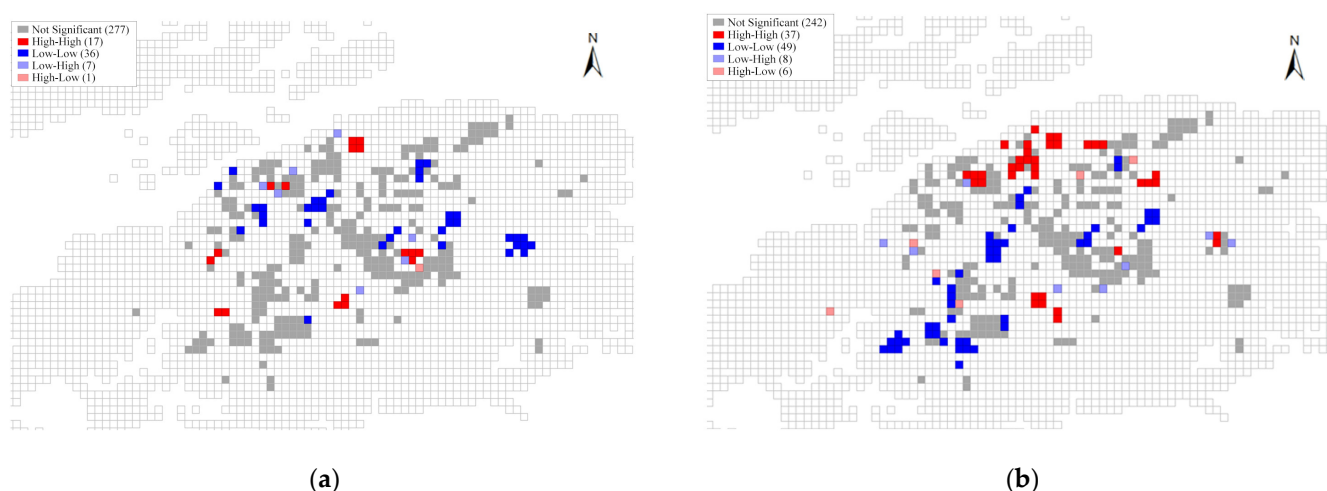 Not Significant (277)
High-High (17)
Low-Low (36)
Low-High (7)
High-Low (1)
N
(a)
Not Significant (242)
High-High (37)
Low-Low (49)
Low-High (8)
High-Low (6)
N
(b)